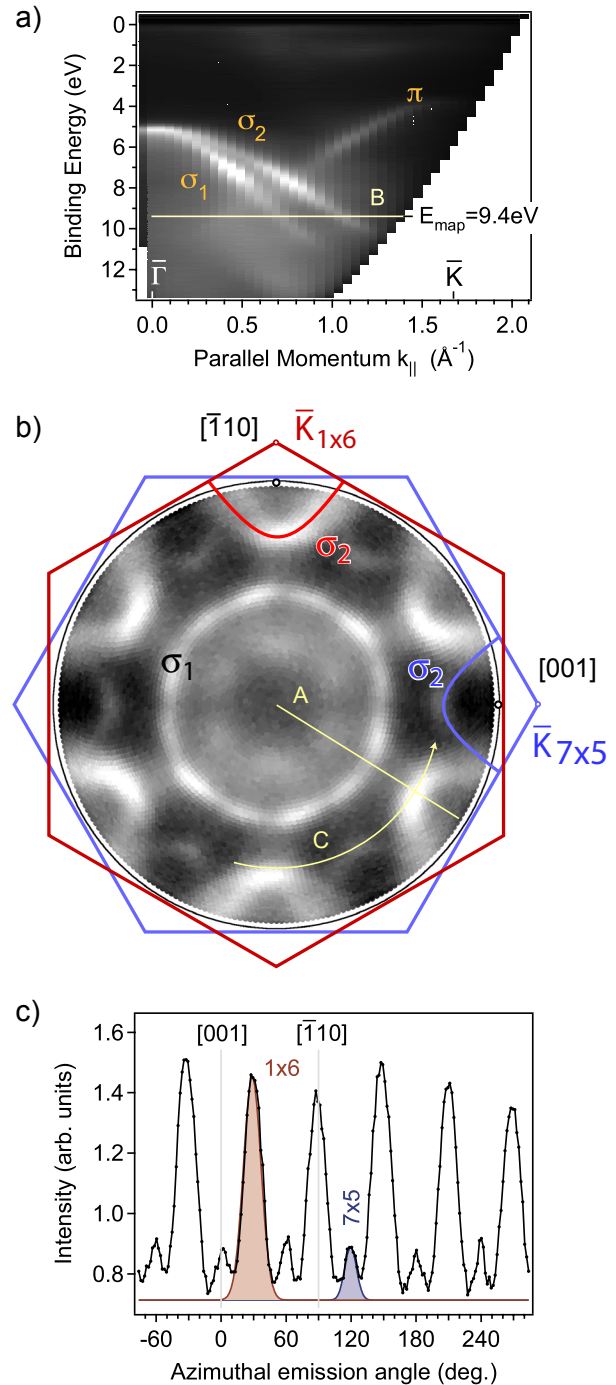 a)
0
2
4
6
8
10
12
Binding Energy (eV)
σ2
π
σ1
B
Emap=9.4eV
Γ̅
K̅
0.0 0.5 1.0 1.5 2.0
Parallel Momentum k|| (Å-1)
b)
[1̅10]
K̅1x6
σ2
σ1
σ2
[001]
A
K̅7x5
C
c)
[001] [1̅10]
1x6
7x5
1.6
1.4
1.2
1.0
0.8
Intensity (arb. units)
-60 0 60 120 180 240
Azimuthal emission angle (deg.)